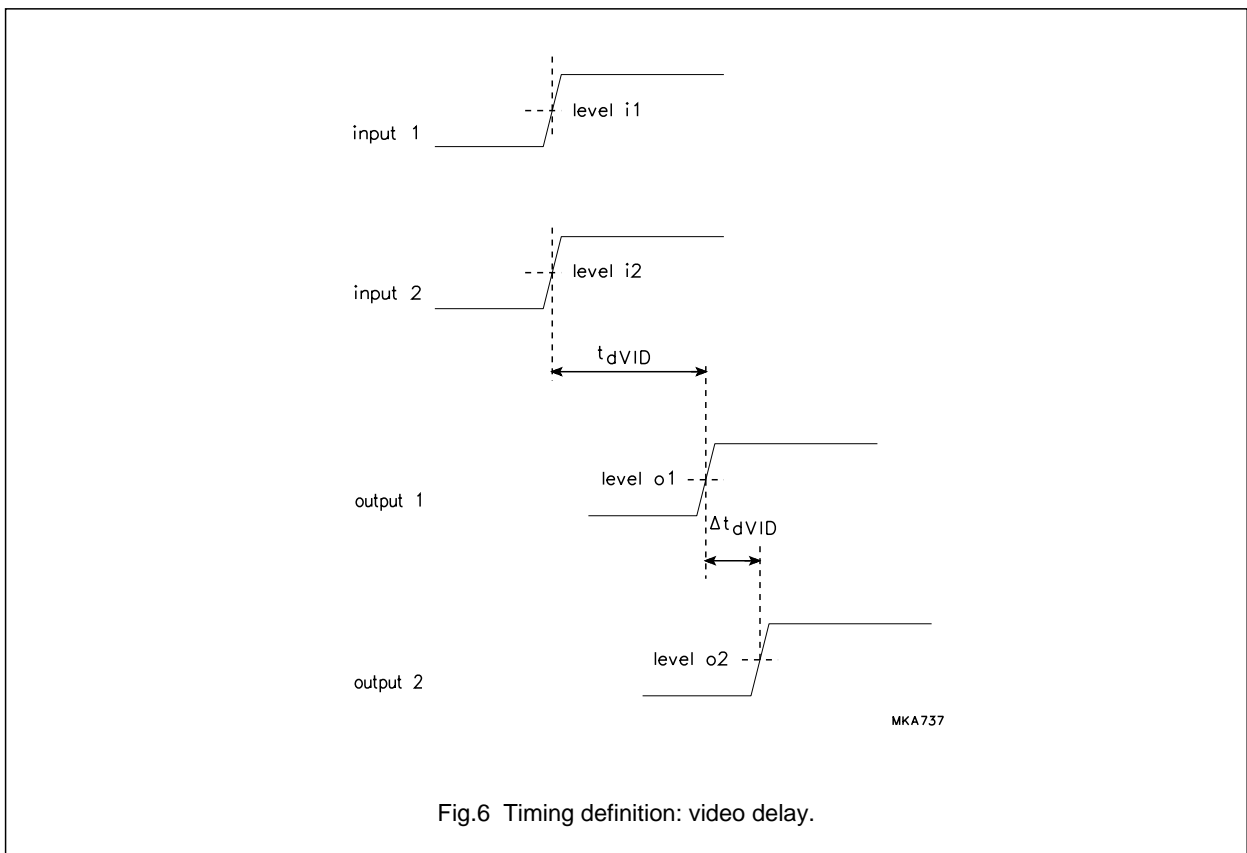 level i1
input 1
level i2
input 2
tdVID
level o1
output 1
ΔtdVID
level o2
output 2
MKA737
Fig.6 Timing definition: video delay.